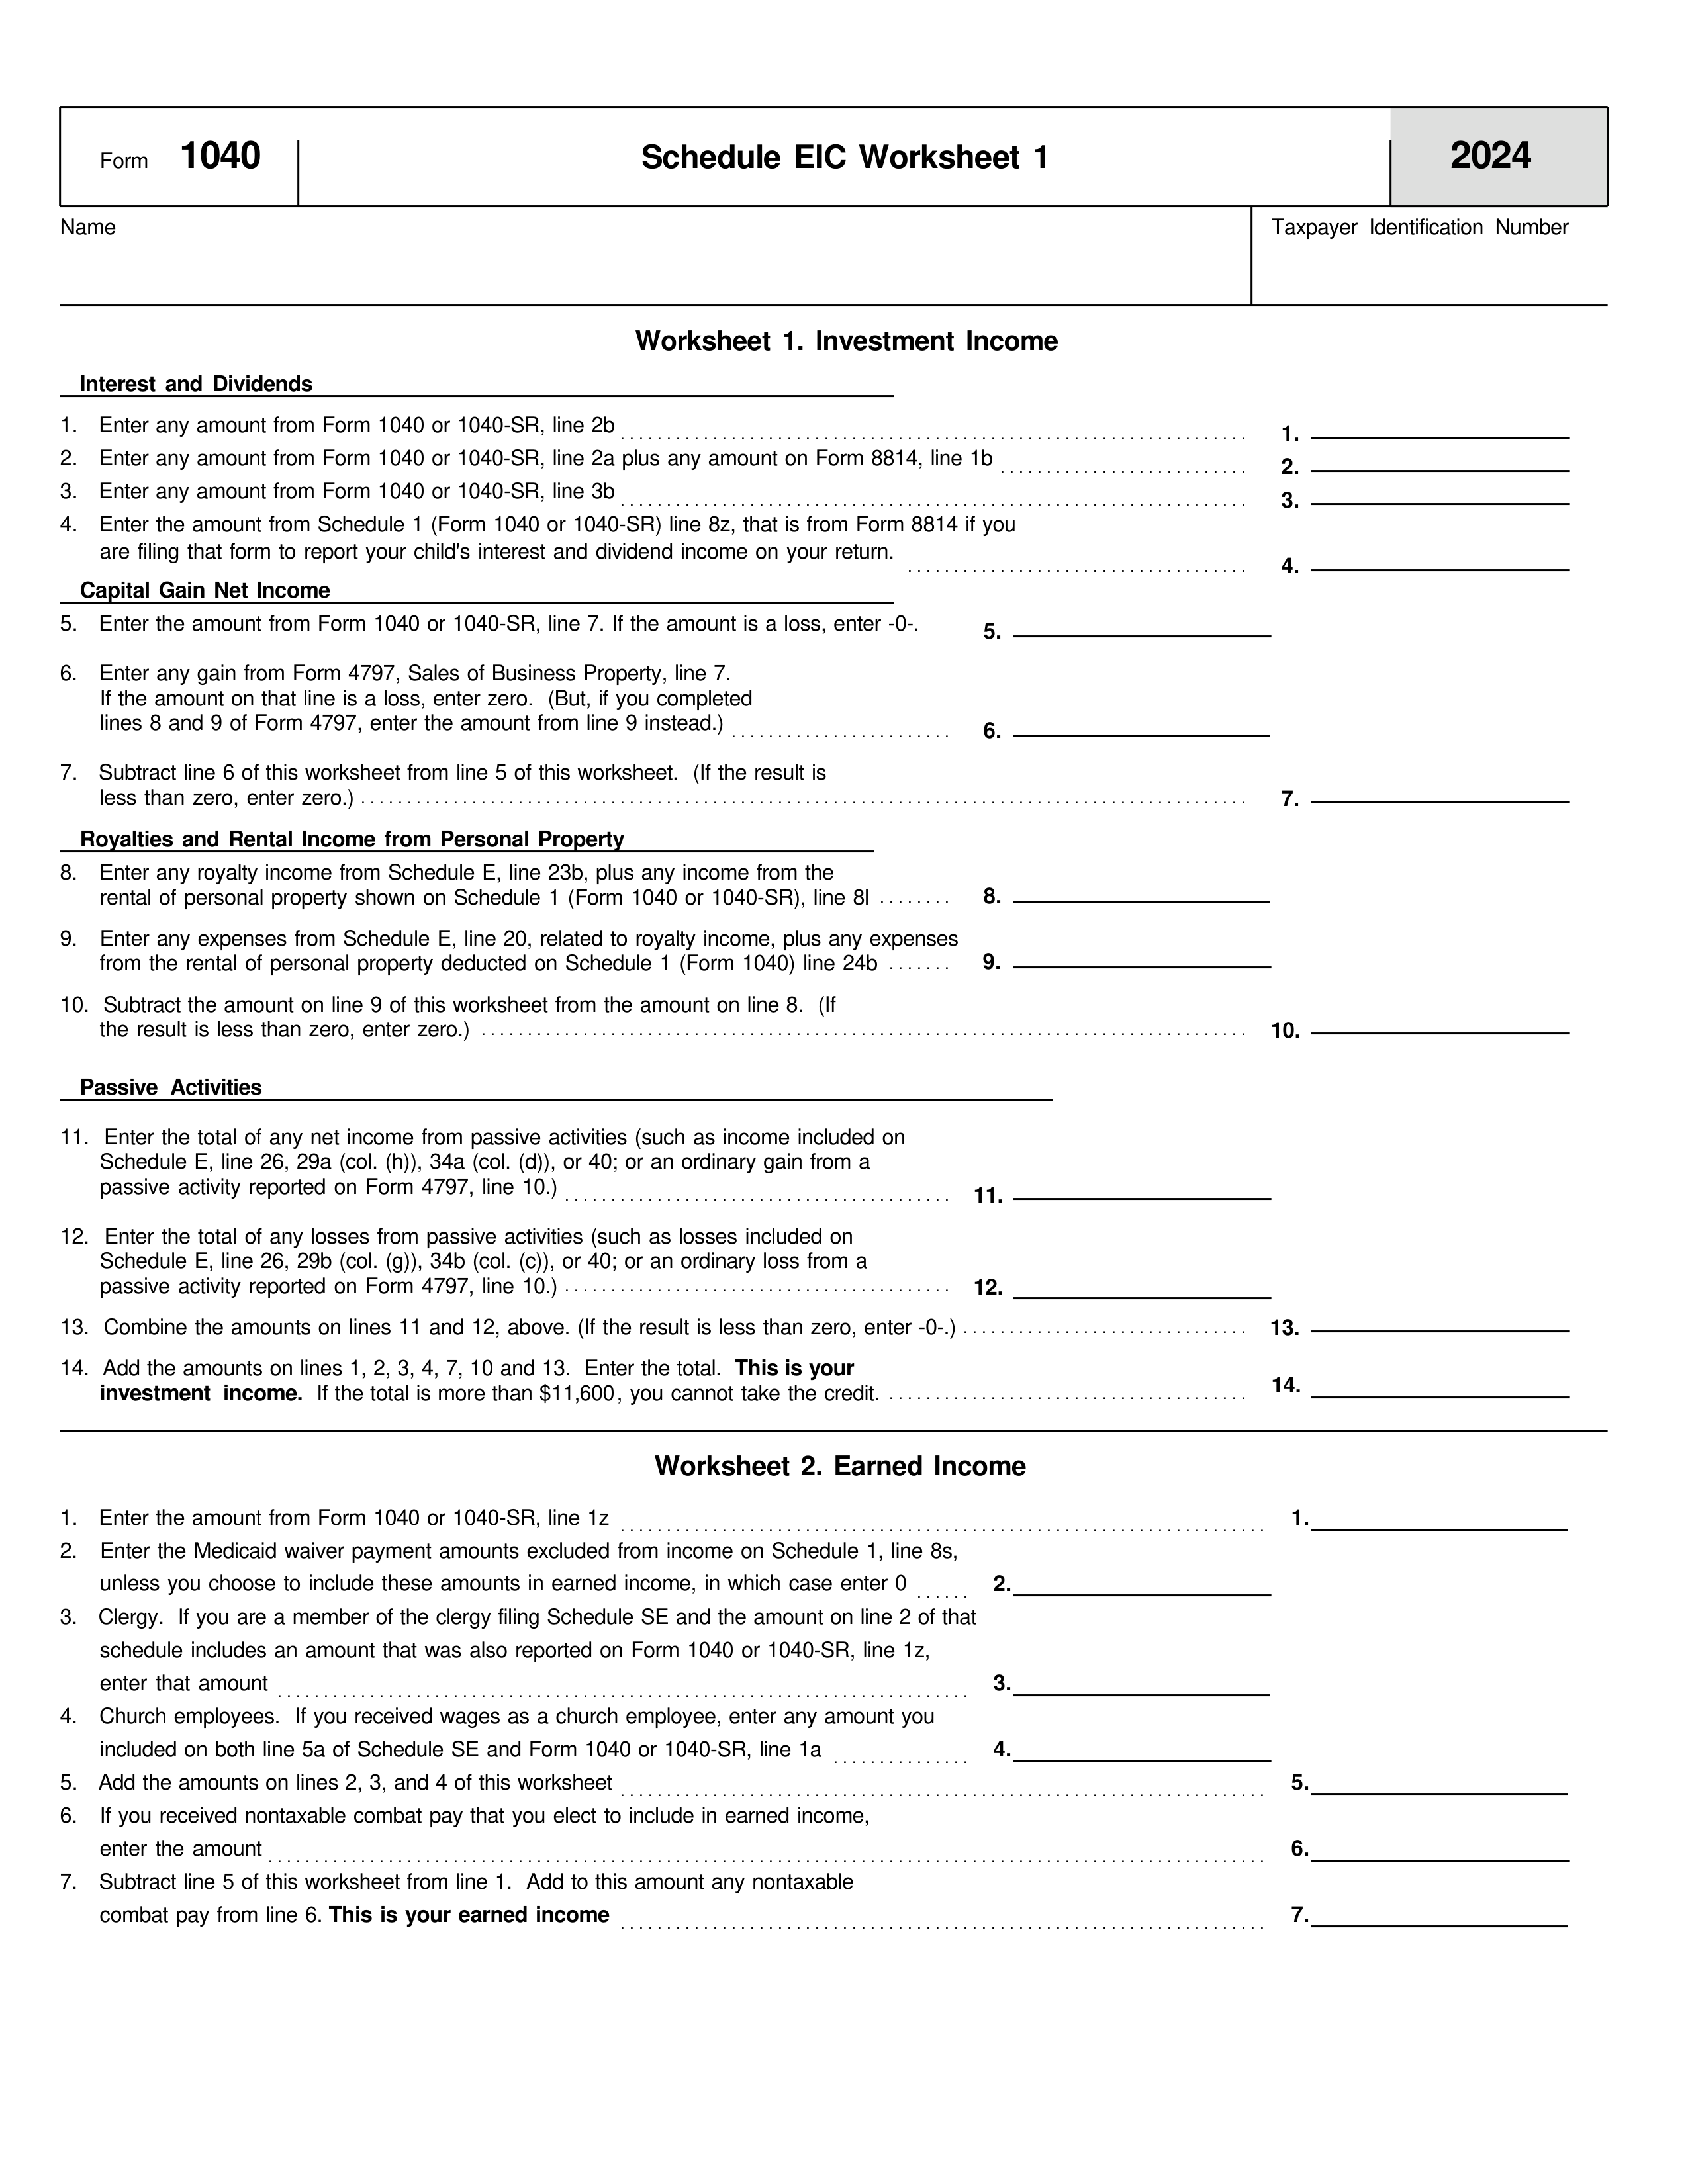 Form 1040 Schedule EIC Worksheet 1 2024
Name Taxpayer Identification Number
Worksheet 1. Investment Income
Interest and Dividends
1. Enter any amount from Form 1040 or 1040-SR, line 2b 1.
2. Enter any amount from Form 1040 or 1040-SR, line 2a plus any amount on Form 8814, line 1b 2.
3. Enter any amount from Form 1040 or 1040-SR, line 3b 3.
4. Enter the amount from Schedule 1 (Form 1040 or 1040-SR) line 8z, that is from Form 8814 if you
are filing that form to report your child's interest and dividend income on your return. 4.
Capital Gain Net Income
5. Enter the amount from Form 1040 or 1040-SR, line 7. If the amount is a loss, enter -0-. 5.
6. Enter any gain from Form 4797, Sales of Business Property, line 7.
If the amount on that line is a loss, enter zero. (But, if you completed
lines 8 and 9 of Form 4797, enter the amount from line 9 instead.) 6.
7. Subtract line 6 of this worksheet from line 5 of this worksheet. (If the result is
less than zero, enter zero.) 7.
Royalties and Rental Income from Personal Property
8. Enter any royalty income from Schedule E, line 23b, plus any income from the
rental of personal property shown on Schedule 1 (Form 1040 or 1040-SR), line 8l 8.
9. Enter any expenses from Schedule E, line 20, related to royalty income, plus any expenses
from the rental of personal property deducted on Schedule 1 (Form 1040) line 24b 9.
10. Subtract the amount on line 9 of this worksheet from the amount on line 8. (If
the result is less than zero, enter zero.) 10.
Passive Activities
11. Enter the total of any net income from passive activities (such as income included on
Schedule E, line 26, 29a (col. (h)), 34a (col. (d)), or 40; or an ordinary gain from a
passive activity reported on Form 4797, line 10.) 11.
12. Enter the total of any losses from passive activities (such as losses included on
Schedule E, line 26, 29b (col. (g)), 34b (col. (c)), or 40; or an ordinary loss from a
passive activity reported on Form 4797, line 10.) 12.
13. Combine the amounts on lines 11 and 12, above. (If the result is less than zero, enter -0-.) 13.
14. Add the amounts on lines 1, 2, 3, 4, 7, 10 and 13. Enter the total. This is your
investment income. If the total is more than $11,600, you cannot take the credit. 14.
Worksheet 2. Earned Income
1. Enter the amount from Form 1040 or 1040-SR, line 1z 1.
2. Enter the Medicaid waiver payment amounts excluded from income on Schedule 1, line 8s,
unless you choose to include these amounts in earned income, in which case enter 0 2.
3. Clergy. If you are a member of the clergy filing Schedule SE and the amount on line 2 of that
schedule includes an amount that was also reported on Form 1040 or 1040-SR, line 1z,
enter that amount 3.
4. Church employees. If you received wages as a church employee, enter any amount you
included on both line 5a of Schedule SE and Form 1040 or 1040-SR, line 1a 4.
5. Add the amounts on lines 2, 3, and 4 of this worksheet 5.
6. If you received nontaxable combat pay that you elect to include in earned income,
enter the amount 6.
7. Subtract line 5 of this worksheet from line 1. Add to this amount any nontaxable
combat pay from line 6. This is your earned income 7.